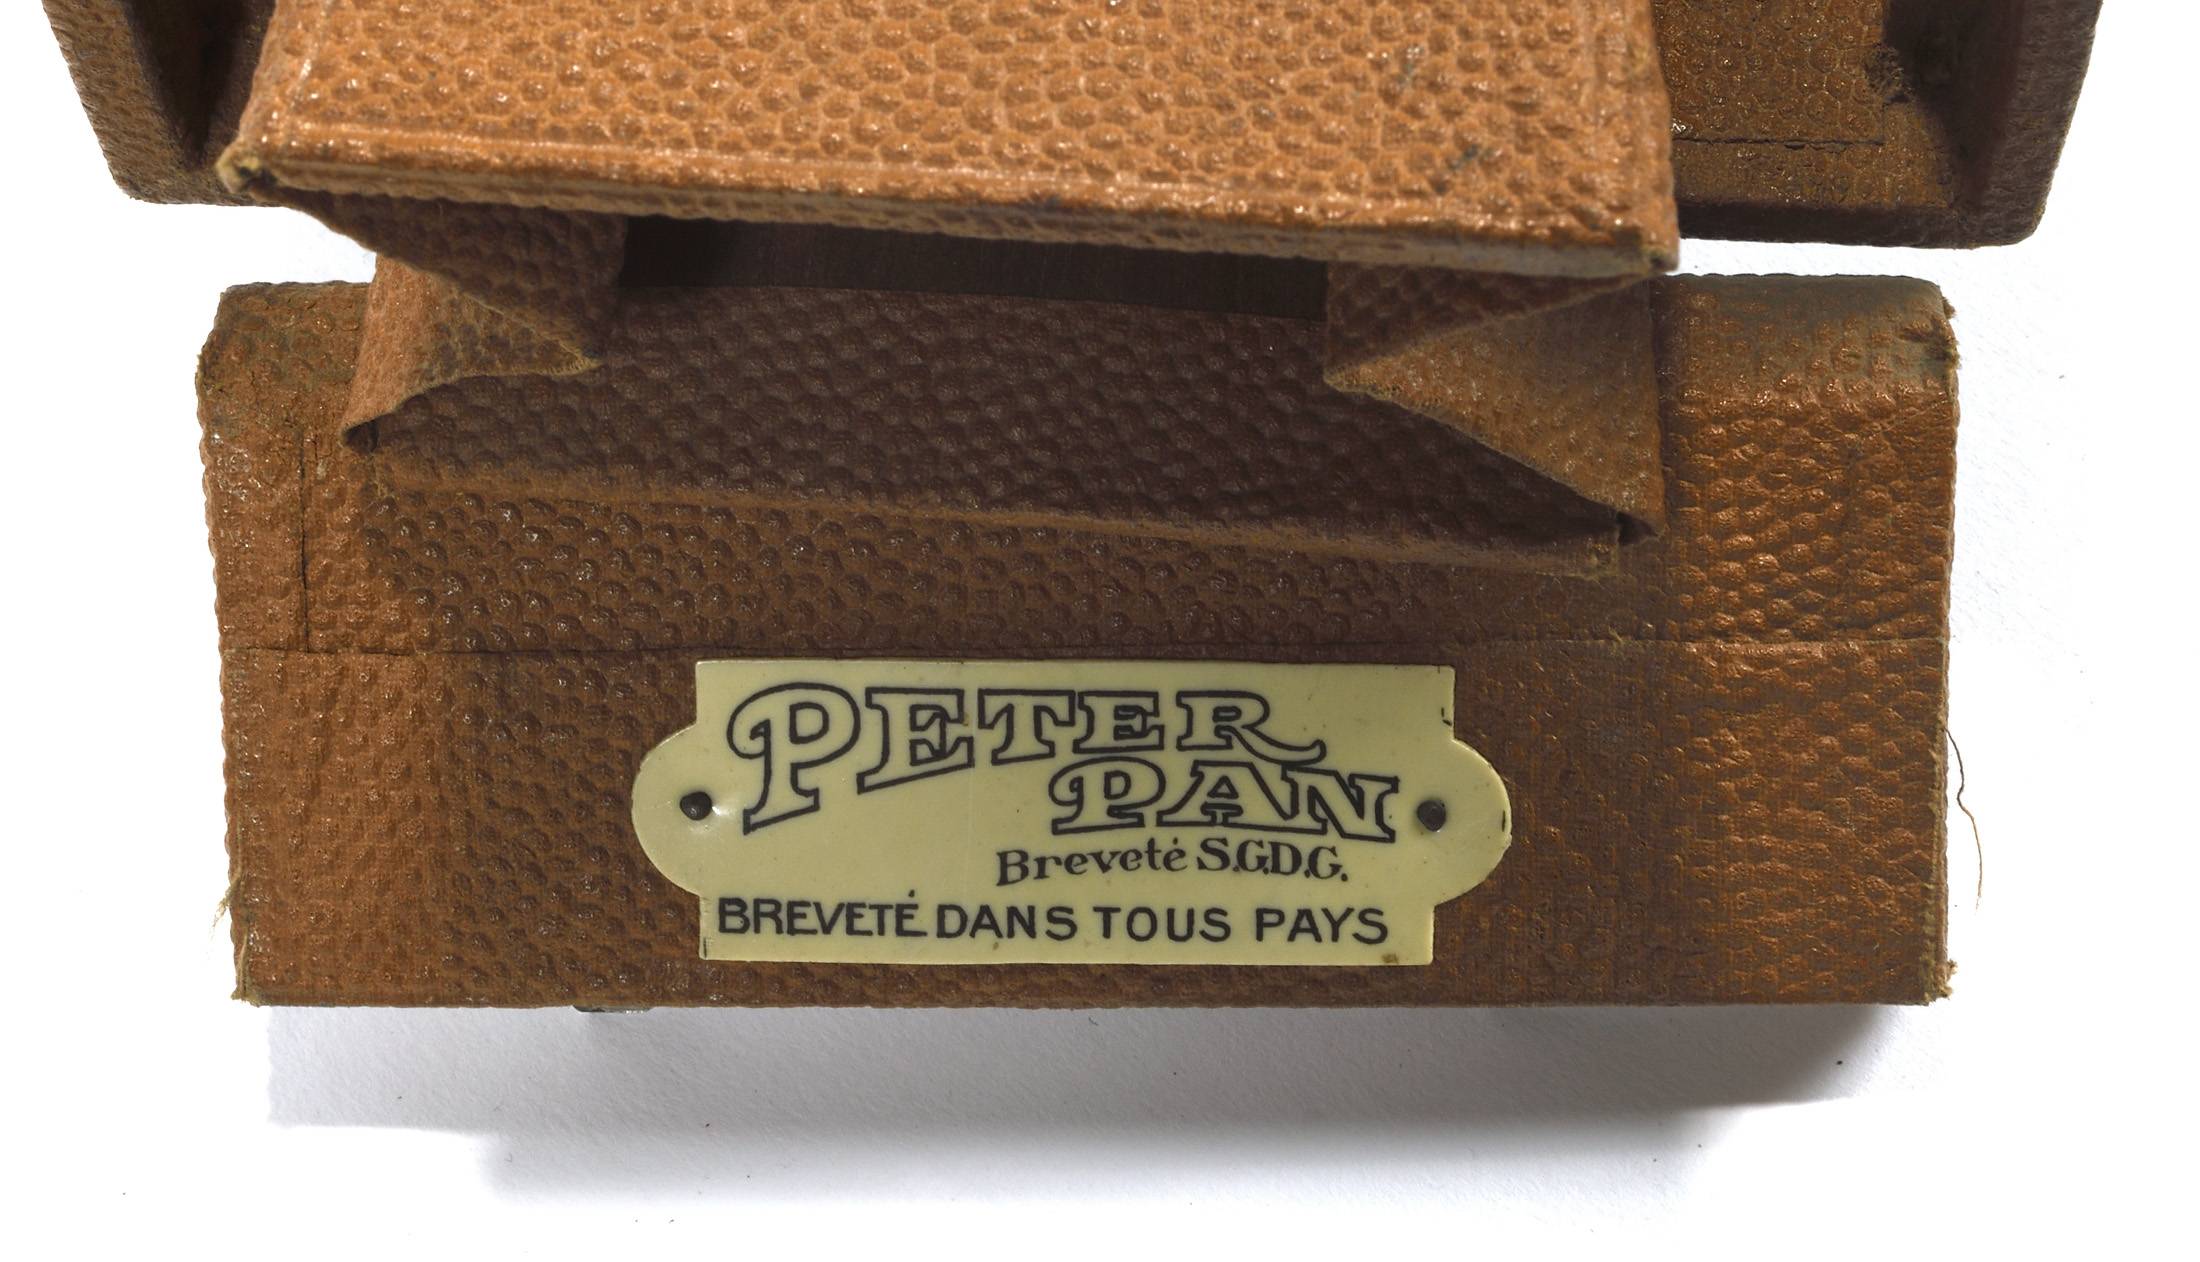 PETER
PAN
Breveté S.G.D.G.
BREVETÉ DANS TOUS PAYS